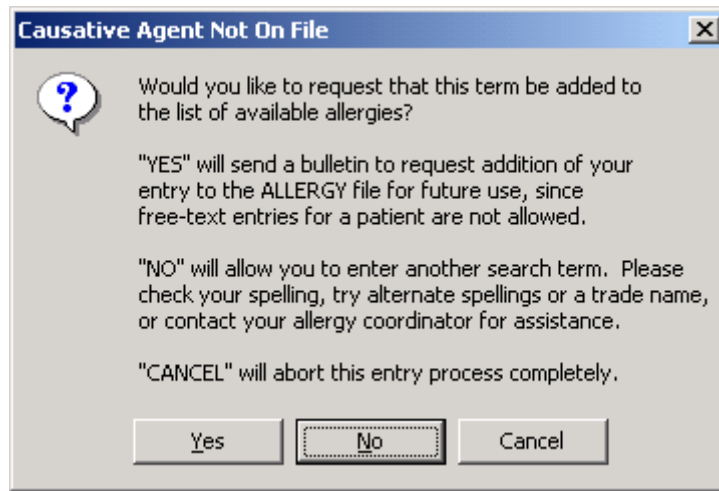 Causative Agent Not On File
Would you like to request that this term be added to
the list of available allergies?
"YES" will send a bulletin to request addition of your
entry to the ALLERGY file for future use, since
free-text entries for a patient are not allowed.
"NO" will allow you to enter another search term.  Please
check your spelling, try alternate spellings or a trade name,
or contact your allergy coordinator for assistance.
"CANCEL" will abort this entry process completely.
Yes No Cancel